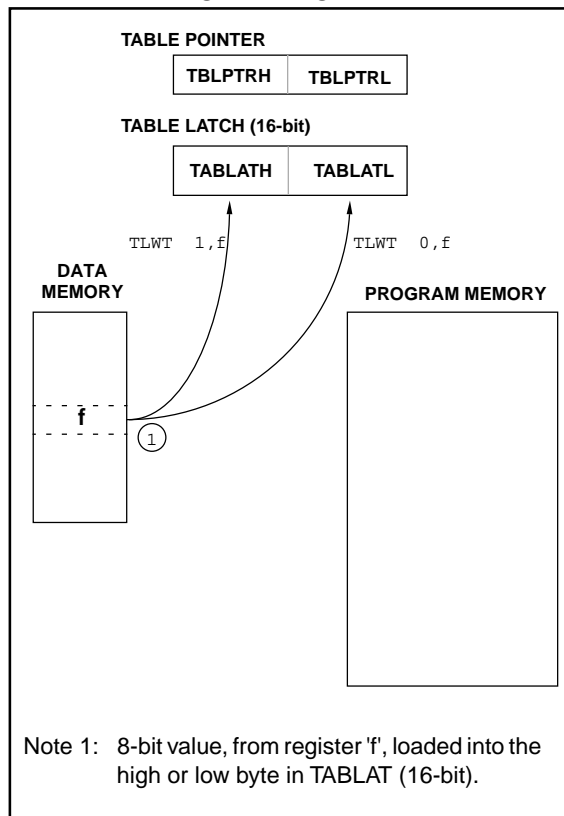 TABLE POINTER
TBLPTRH TBLPTRL
TABLE LATCH (16-bit)
TABLATH TABLATL
TLWT 1,f TLWT 0,f
DATA
MEMORY
PROGRAM MEMORY
f
1
Note 1: 8-bit value, from register 'f', loaded into the
high or low byte in TABLAT (16-bit).